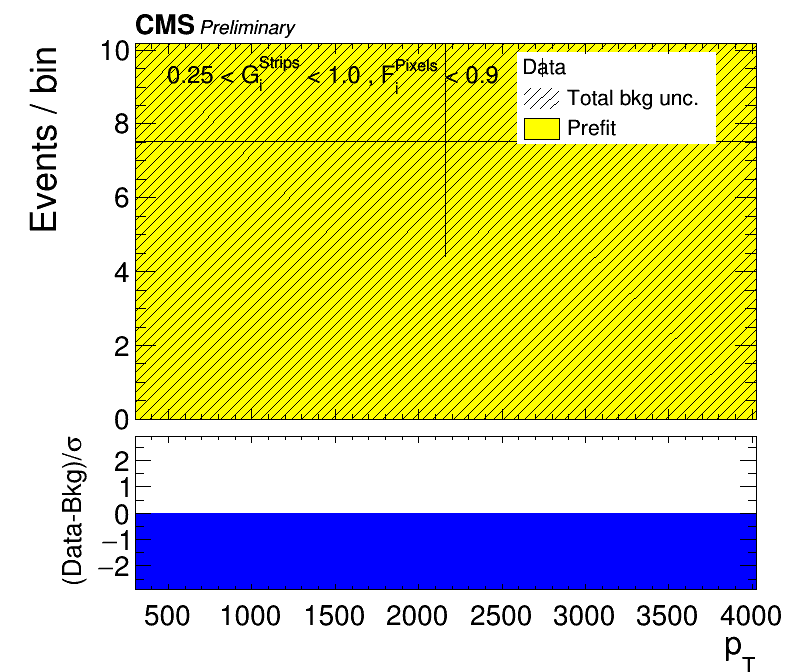 CMS Preliminary
Events / bin
10
8
6
4
2
0
0.25 < G_i^Strips < 1.0 , F_i^Pixels < 0.9
Data
Total bkg unc.
Prefit
(Data-Bkg)/σ
2
1
0
−1
−2
500 1000 1500 2000 2500 3000 3500 4000
p_T